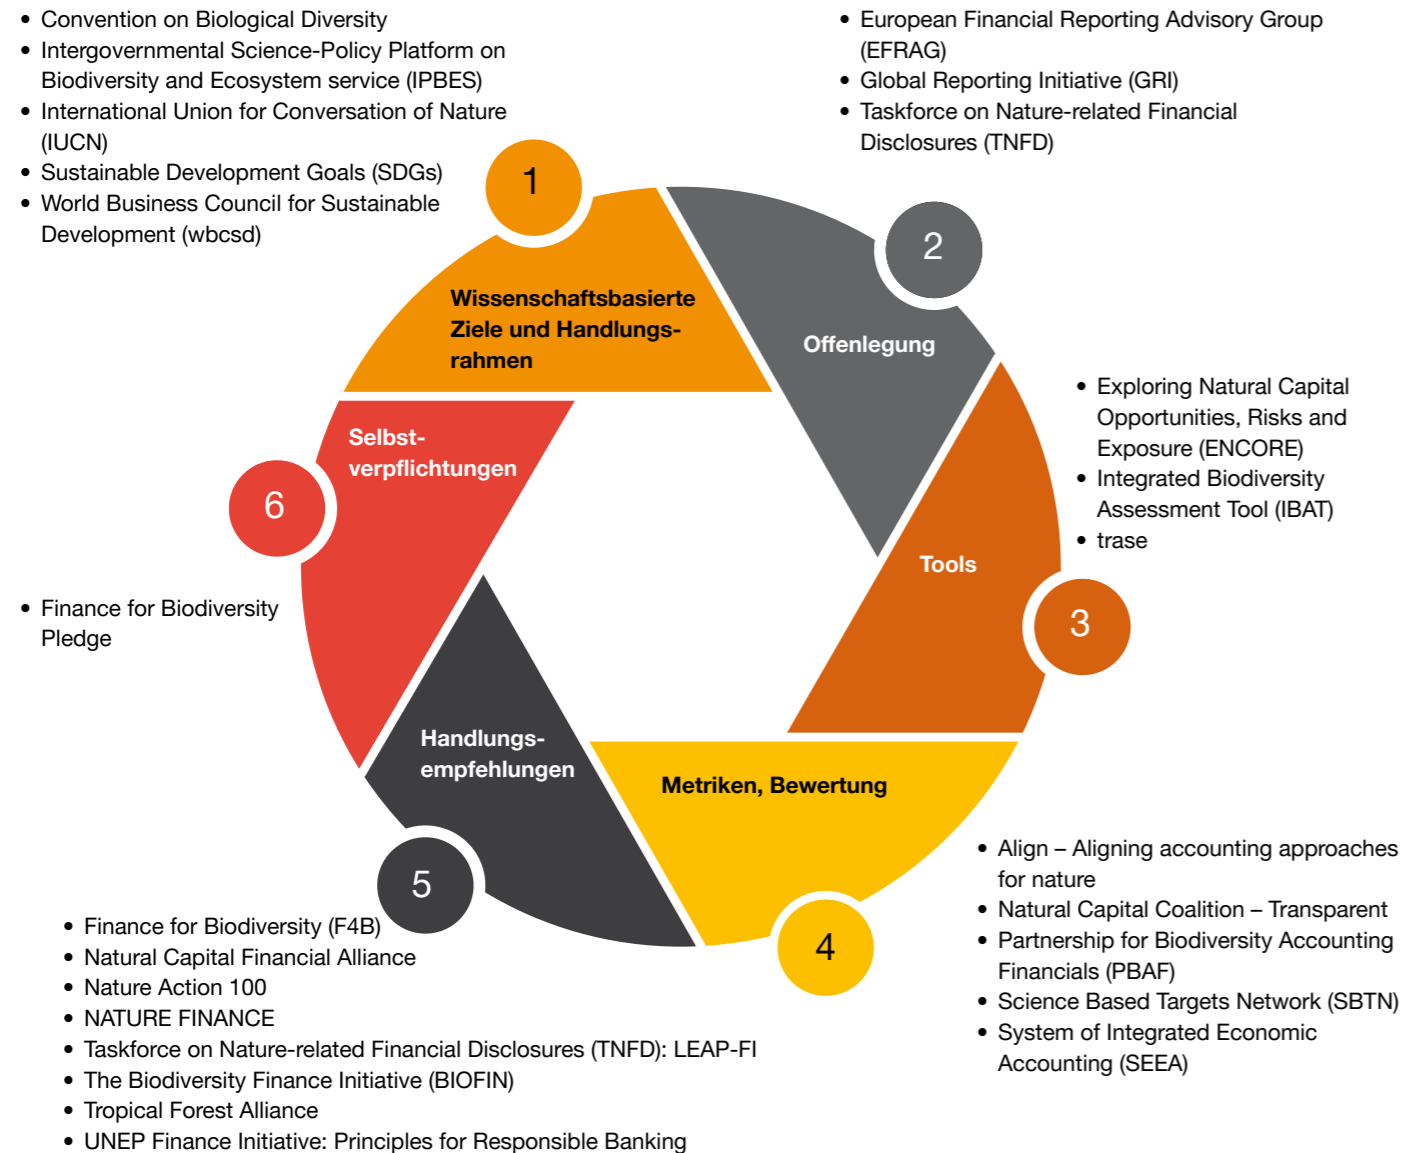 • Convention on Biological Diversity
• Intergovernmental Science-Policy Platform on
Biodiversity and Ecosystem service (IPBES)
• International Union for Conversation of Nature
(IUCN)
• Sustainable Development Goals (SDGs)
• World Business Council for Sustainable
Development (wbcsd)
1
Wissenschaftsbasierte
Ziele und Handlungs-
rahmen
• European Financial Reporting Advisory Group
(EFRAG)
• Global Reporting Initiative (GRI)
• Taskforce on Nature-related Financial
Disclosures (TNFD)
2
Offenlegung
• Exploring Natural Capital
Opportunities, Risks and
Exposure (ENCORE)
• Integrated Biodiversity
Assessment Tool (IBAT)
• trase
Tools
3
Metriken, Bewertung
4
• Align – Aligning accounting approaches
for nature
• Natural Capital Coalition – Transparent
• Partnership for Biodiversity Accounting
Financials (PBAF)
• Science Based Targets Network (SBTN)
• System of Integrated Economic
Accounting (SEEA)
Handlungs-
empfehlungen
5
• Finance for Biodiversity (F4B)
• Natural Capital Financial Alliance
• Nature Action 100
• NATURE FINANCE
• Taskforce on Nature-related Financial Disclosures (TNFD): LEAP-FI
• The Biodiversity Finance Initiative (BIOFIN)
• Tropical Forest Alliance
• UNEP Finance Initiative: Principles for Responsible Banking
Selbst-
verpflichtungen
6
• Finance for Biodiversity
Pledge